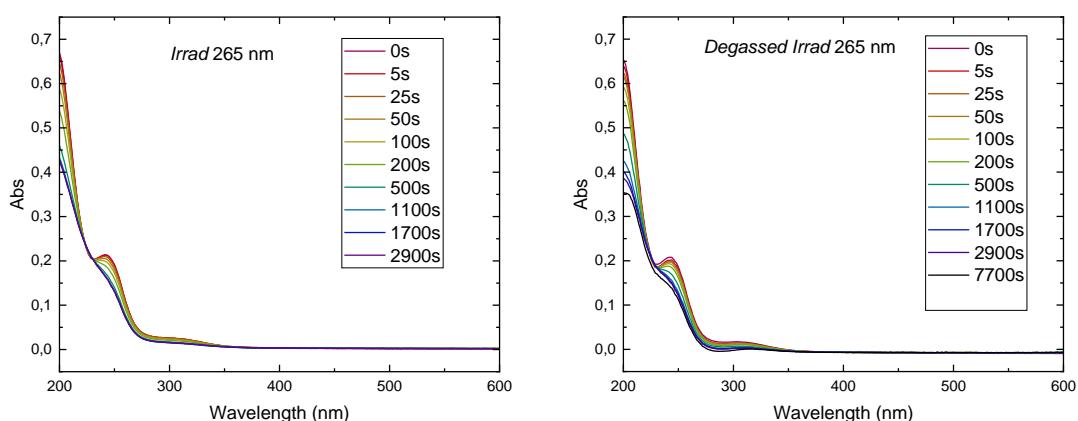 Irrad 265 nm
0s
5s
25s
50s
100s
200s
500s
1100s
1700s
2900s
0,7
0,6
0,5
0,4
0,3
0,2
0,1
0,0
Abs
200 300 400 500 600
Wavelength (nm)
Degassed Irrad 265 nm
0s
5s
25s
50s
100s
200s
500s
1100s
1700s
2900s
7700s
0,7
0,6
0,5
0,4
0,3
0,2
0,1
0,0
Abs
200 300 400 500 600
Wavelength (nm)